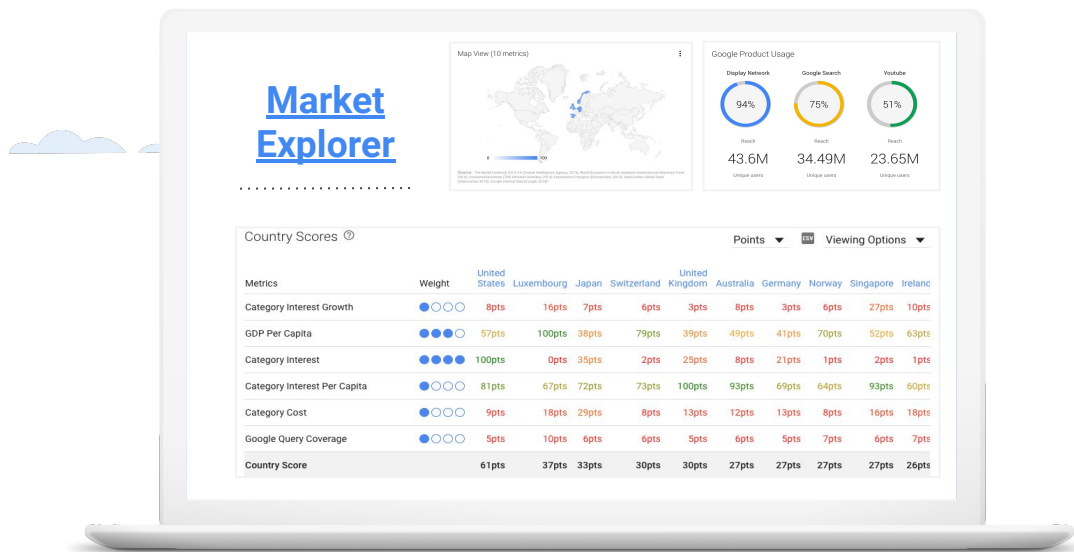 Market
Explorer
Map View (10 metrics)
0 100
Google Product Usage
Display Network Google Search Youtube
94% 75% 51%
Reach Reach Reach
43.6M 34.49M 23.65M
Unique users Unique users Unique users
Country Scores
Points CSV Viewing Options
Metrics Weight United States Luxembourg Japan Switzerland United Kingdom Australia Germany Norway Singapore Ireland
Category Interest Growth 8pts 16pts 7pts 6pts 3pts 8pts 3pts 6pts 27pts 10pts
GDP Per Capita 57pts 100pts 38pts 79pts 39pts 49pts 41pts 70pts 52pts 63pts
Category Interest 100pts 0pts 35pts 2pts 25pts 8pts 21pts 1pts 2pts 1pts
Category Interest Per Capita 81pts 67pts 72pts 73pts 100pts 93pts 69pts 64pts 93pts 60pts
Category Cost 9pts 18pts 29pts 8pts 13pts 12pts 13pts 8pts 16pts 18pts
Google Query Coverage 5pts 10pts 6pts 6pts 5pts 6pts 5pts 7pts 6pts 7pts
Country Score 61pts 37pts 33pts 30pts 30pts 27pts 27pts 27pts 27pts 26pts